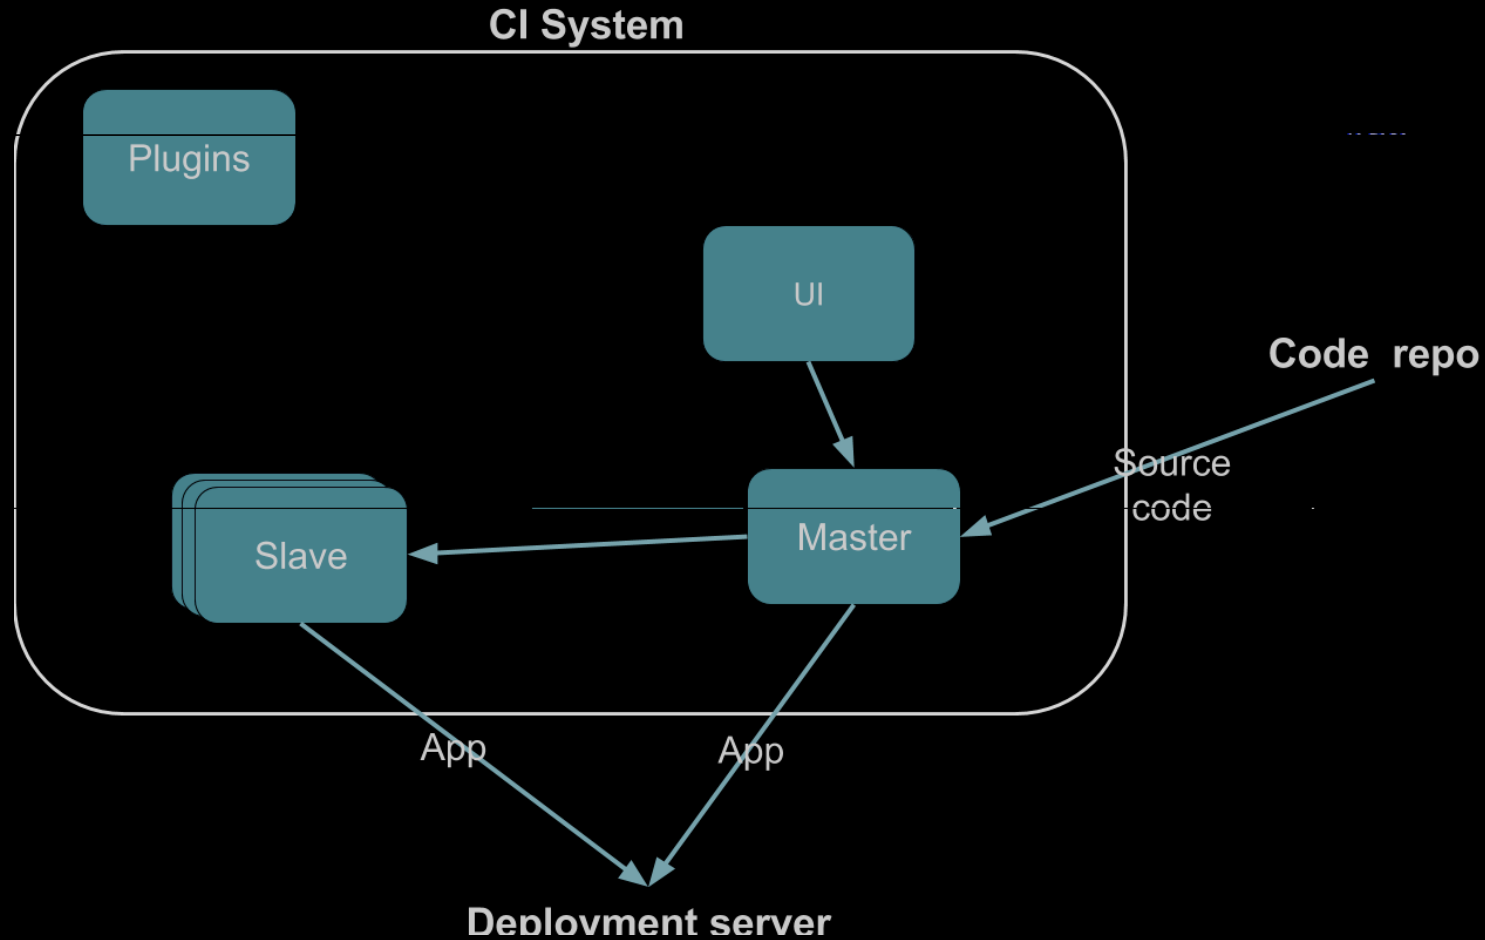 CI System
Plugins
UI
Code repo
Source
code
Slave
Master
App
App
Deployment server